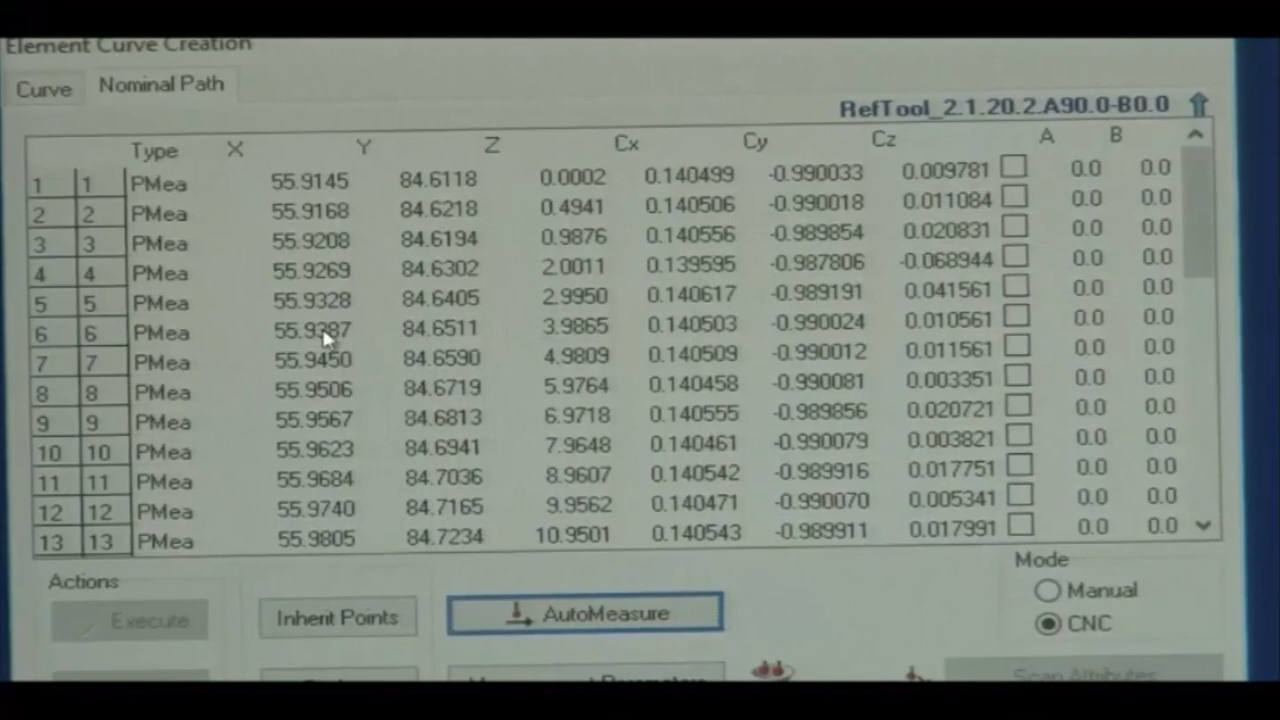 Element Curve Creation
Curve Nominal Path
RefTool_2.1.20.2.A90.0-B0.0
Type X Y Z Cx Cy Cz A B
1 1 PMea 55.9145 84.6118 0.0002 0.140499 -0.990033 0.009781 0.0 0.0
2 2 PMea 55.9168 84.6218 0.4941 0.140506 -0.990018 0.011084 0.0 0.0
3 3 PMea 55.9208 84.6194 0.9876 0.140556 -0.989854 0.020831 0.0 0.0
4 4 PMea 55.9269 84.6302 2.0011 0.139595 -0.987806 -0.068944 0.0 0.0
5 5 PMea 55.9328 84.6405 2.9950 0.140617 -0.989191 0.041561 0.0 0.0
6 6 PMea 55.9387 84.6511 3.9865 0.140503 -0.990024 0.010561 0.0 0.0
7 7 PMea 55.9450 84.6590 4.9809 0.140509 -0.990012 0.011561 0.0 0.0
8 8 PMea 55.9506 84.6719 5.9764 0.140458 -0.990081 0.003351 0.0 0.0
9 9 PMea 55.9567 84.6813 6.9718 0.140555 -0.989856 0.020721 0.0 0.0
10 10 PMea 55.9623 84.6941 7.9648 0.140461 -0.990079 0.003821 0.0 0.0
11 11 PMea 55.9684 84.7036 8.9607 0.140542 -0.989916 0.017751 0.0 0.0
12 12 PMea 55.9740 84.7165 9.9562 0.140471 -0.990070 0.005341 0.0 0.0
13 13 PMea 55.9805 84.7234 10.9501 0.140543 -0.989911 0.017991 0.0 0.0
Actions
Mode
Execute Inherit Points AutoMeasure
Manual
CNC
Scan Attributes